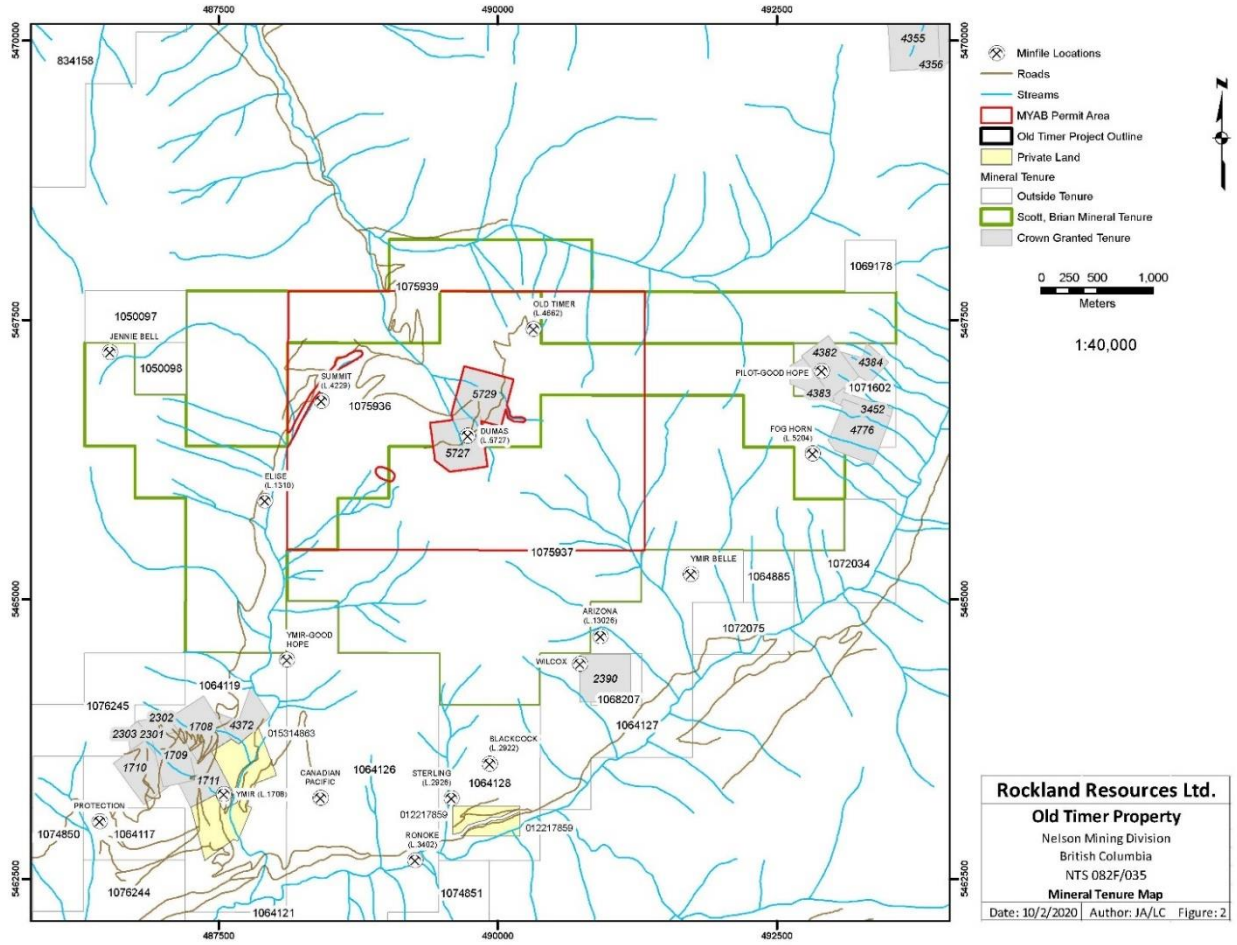 487500
490000
492500
5470000
5470000
4355
4356
834158
1069178
1075939
1050097
JENNIE BELL
1050098
OLD TIMER
(L.4662)
5467500
5467500
SUMMIT
(L.4229)
1075936
5729
DUMAS
(L.5727)
5727
PILOT-GOOD HOPE
4382
4384
4383
1071602
3452
4776
FOG HORN
(L.5204)
ELISE
(L.1310)
1075937
YMIR BELLE
1064885
1072034
5465000
5465000
ARIZONA
(L.13026)
1072075
WILCOX
2390
1068207
YMIR-GOOD
HOPE
1064119
1076245
2302
2303
2301
1708
4372
015314863
1709
1710
1711
YMIR (L.1708)
CANADIAN
PACIFIC
1064126
1064127
BLACKCOCK
(L.2922)
STERLING
(L.2926)
1064128
012217859
012217859
PROTECTION
1074850
1064117
RONOKE
(L.3402)
1076244
1064121
1074851
5462500
5462500
487500
490000
492500
Minfile Locations
Roads
Streams
MYAB Permit Area
Old Timer Project Outline
Private Land
Mineral Tenure
Outside Tenure
Scott, Brian Mineral Tenure
Crown Granted Tenure
N
0 250 500 1,000
Meters
1:40,000
Rockland Resources Ltd.
Old Timer Property
Nelson Mining Division
British Columbia
NTS 082F/035
Mineral Tenure Map
Date: 10/2/2020 Author: JA/LC Figure: 2